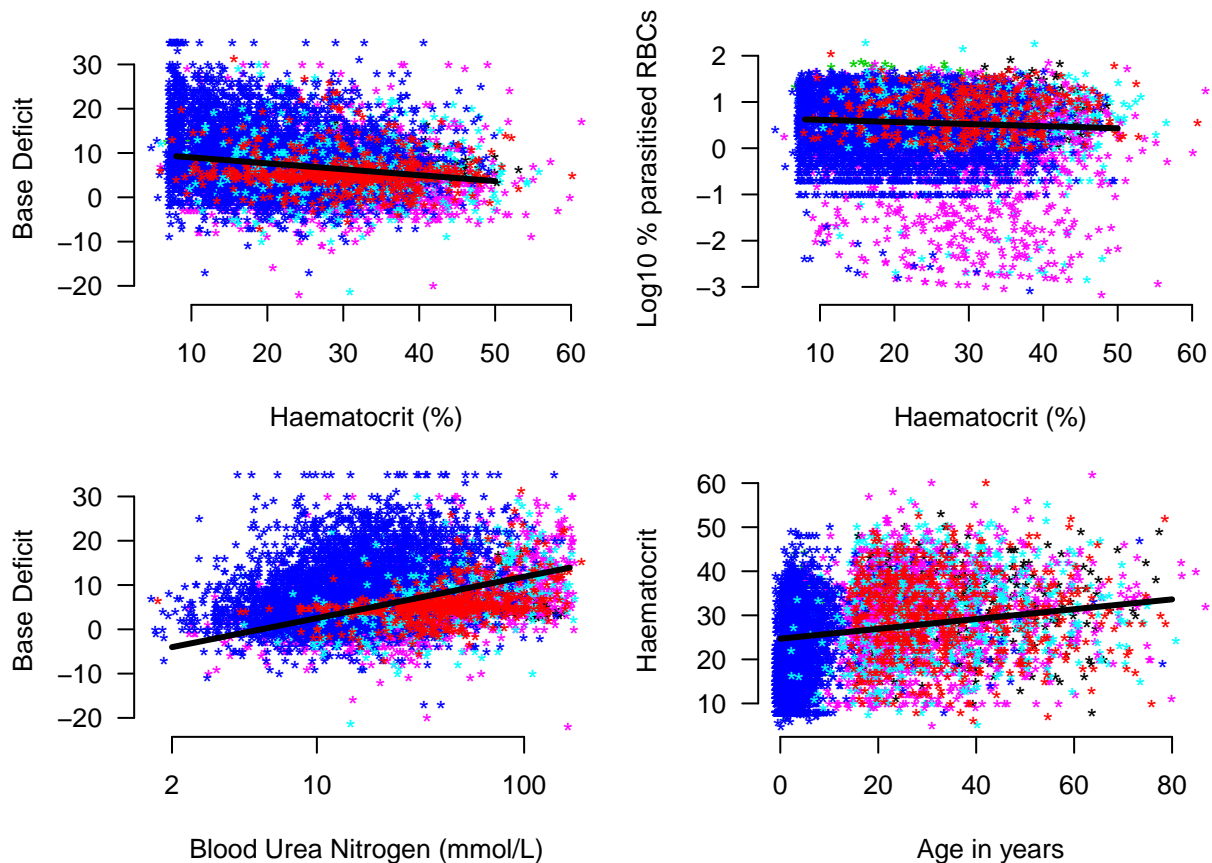 Base Deficit
30
20
10
0
−10
−20
10 20 30 40 50 60
Haematocrit (%)
Log10 % parasitised RBCs
2
1
0
−1
−2
−3
10 20 30 40 50 60
Haematocrit (%)
Base Deficit
30
20
10
0
−10
−20
2 10 100
Blood Urea Nitrogen (mmol/L)
Haematocrit
60
50
40
30
20
10
0 20 40 60 80
Age in years